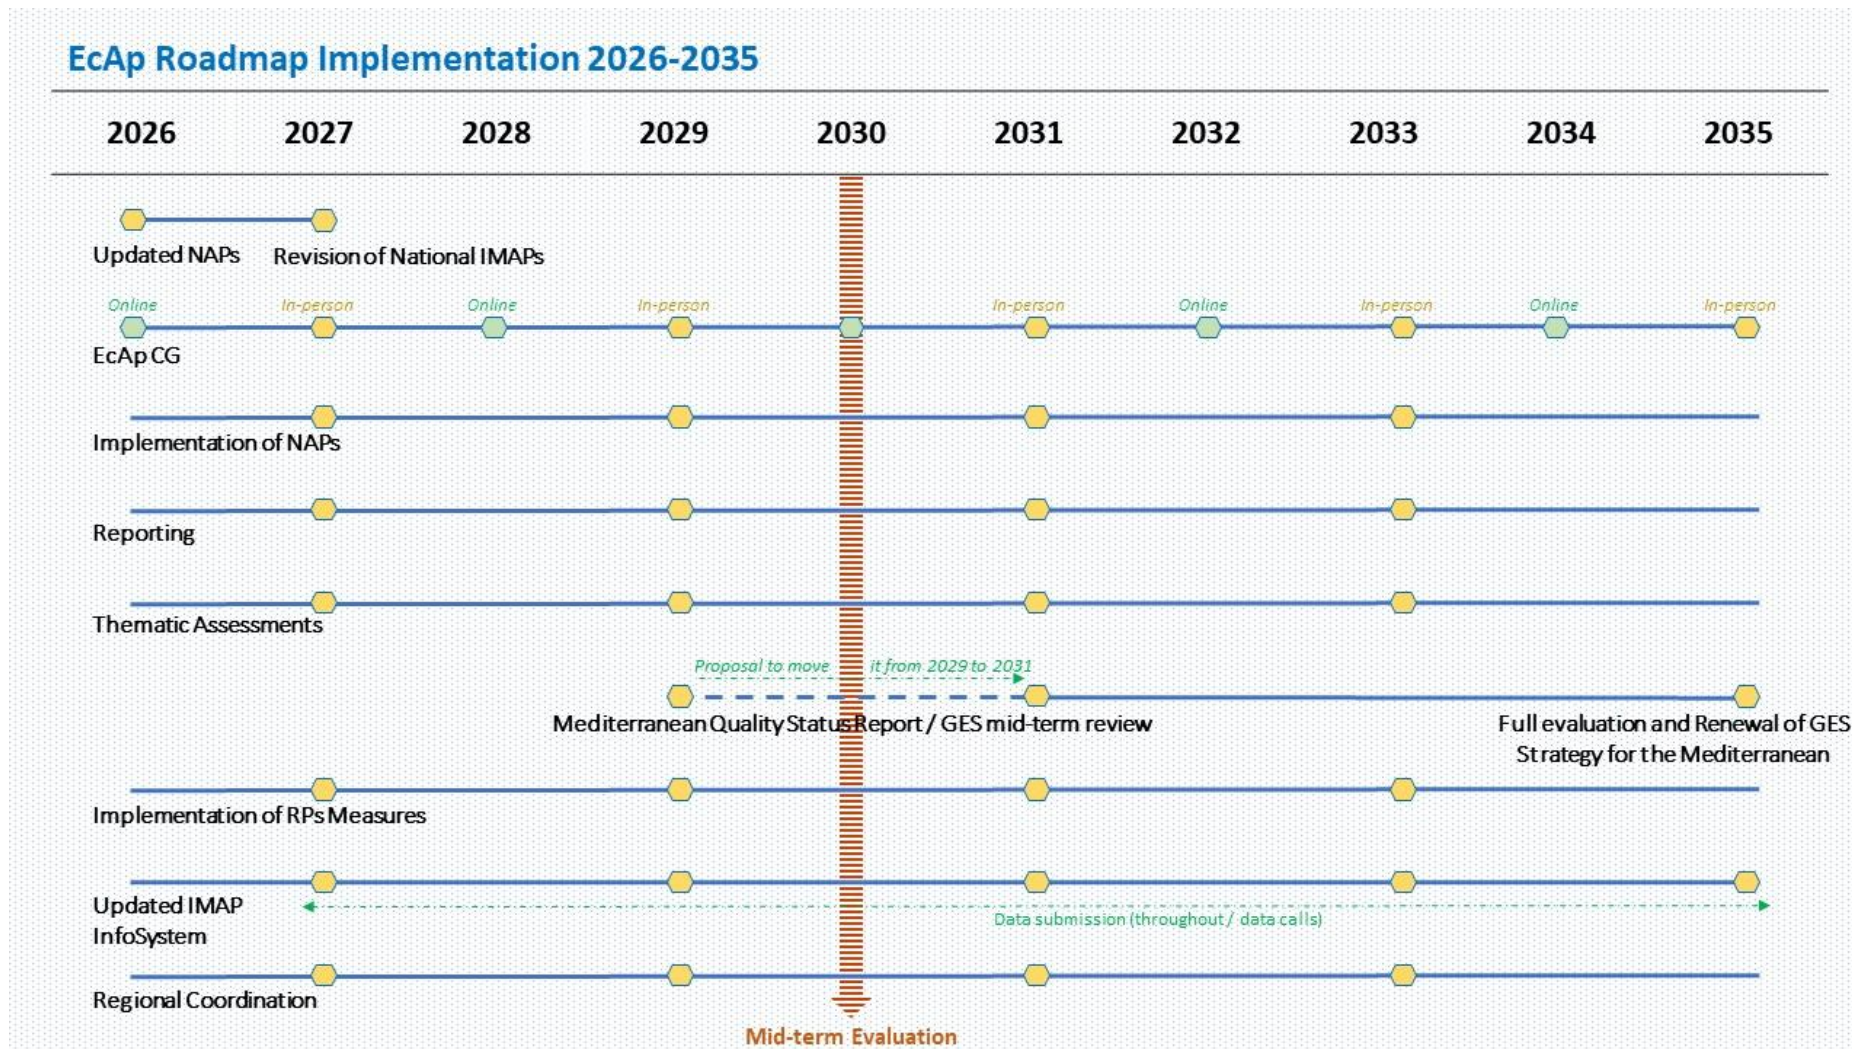 EcAp Roadmap Implementation 2026-2035
2026 2027 2028 2029 2030 2031 2032 2033 2034 2035
Updated NAPs Revision of National IMAPs
Online In-person Online In-person In-person Online In-person Online In-person
EcAp CG
Implementation of NAPs
Reporting
Thematic Assessments
Proposal to move it from 2029 to 2031
Mediterranean Quality Status Report / GES mid-term review
Full evaluation and Renewal of GES
Strategy for the Mediterranean
Implementation of RPs Measures
Updated IMAP
InfoSystem
Data submission (throughout / data calls)
Regional Coordination
Mid-term Evaluation